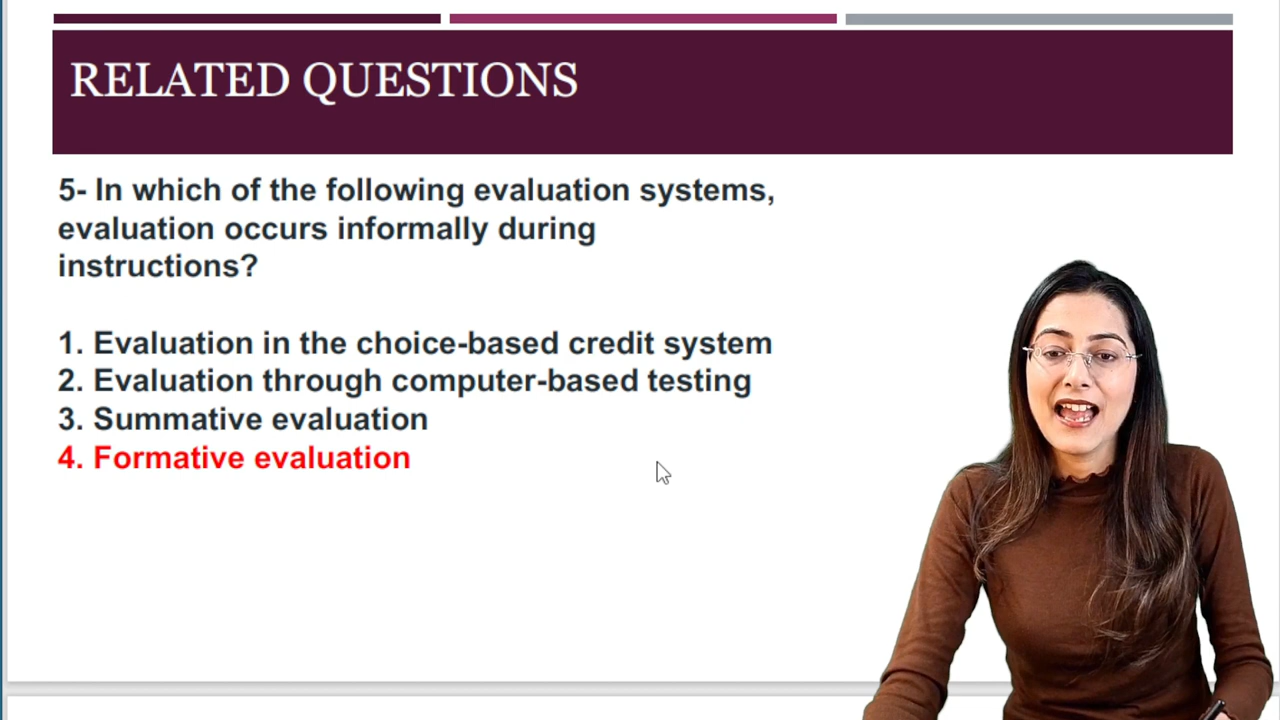 RELATED QUESTIONS
5- In which of the following evaluation systems,
evaluation occurs informally during
instructions?
1. Evaluation in the choice-based credit system
2. Evaluation through computer-based testing
3. Summative evaluation
4. Formative evaluation